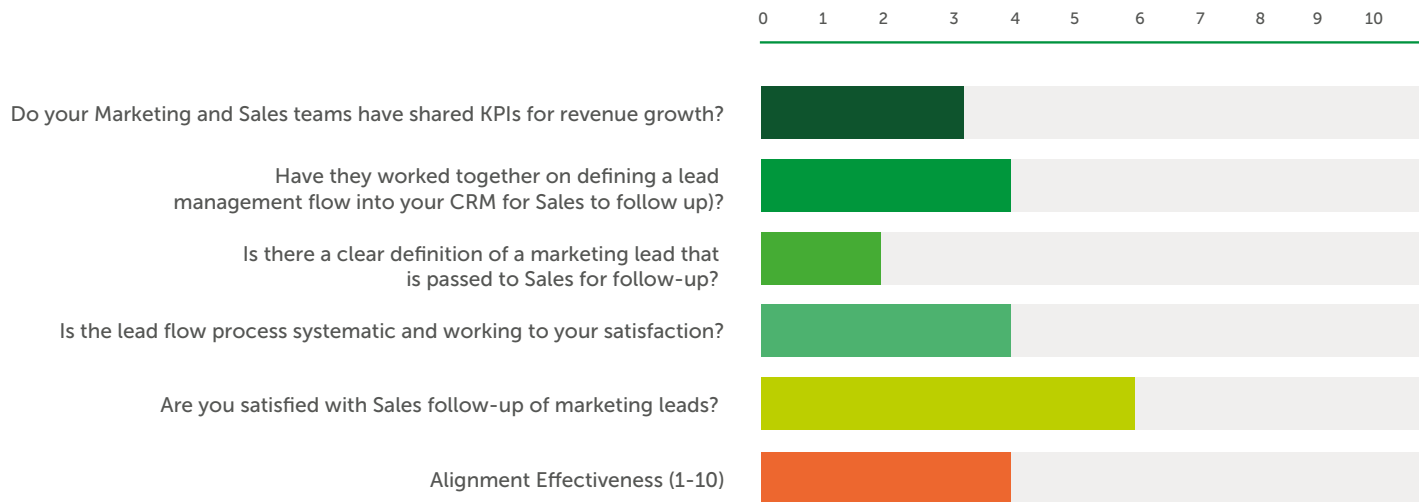 0 1 2 3 4 5 6 7 8 9 10
Do your Marketing and Sales teams have shared KPIs for revenue growth?
Have they worked together on defining a lead
management flow into your CRM for Sales to follow up)?
Is there a clear definition of a marketing lead that
is passed to Sales for follow-up?
Is the lead flow process systematic and working to your satisfaction?
Are you satisfied with Sales follow-up of marketing leads?
Alignment Effectiveness (1-10)